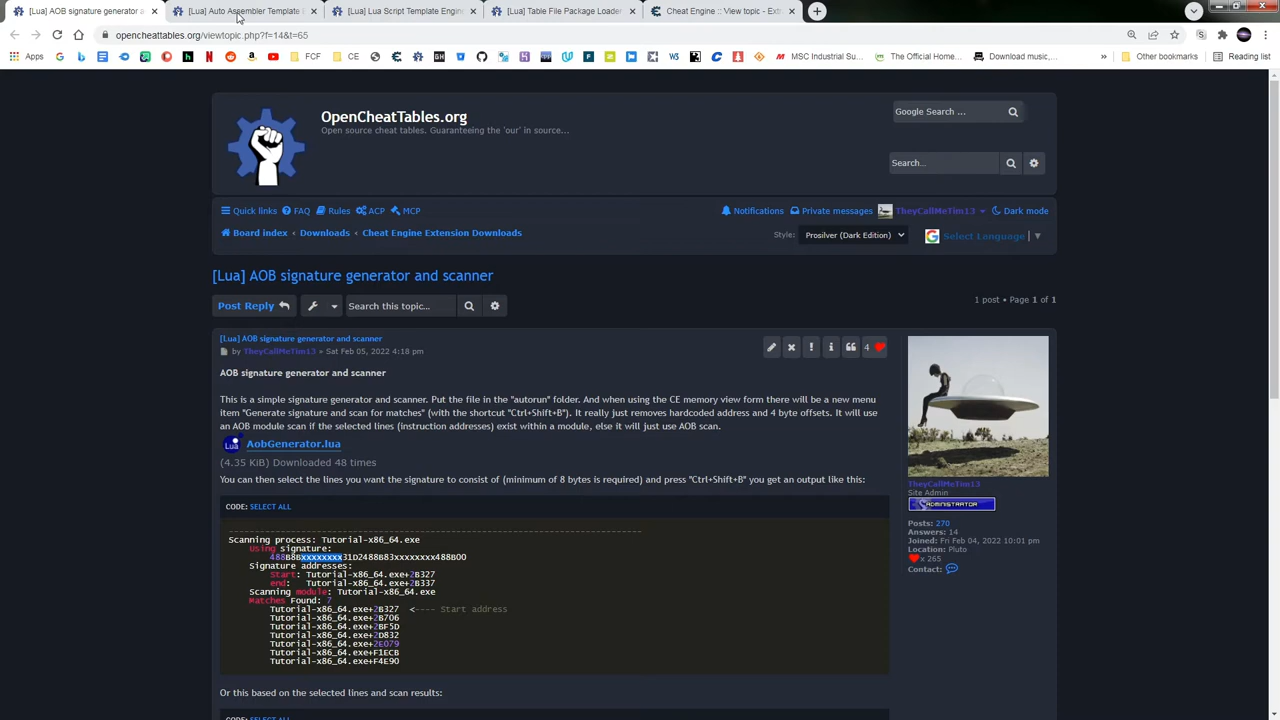 [Lua] AOB signature generator a
[Lua] Auto Assembler Template
[Lua] Lua Script Template Engine
[Lua] Table File Package Loader
Cheat Engine :: View topic - Ext
opencheattables.org/viewtopic.php?f=14&t=65
Apps
FCF
CE
MSC Industrial Su...
The Official Home...
Download music,...
Other bookmarks
Reading list
OpenCheatTables.org
Open source cheat tables. Guaranteeing the 'our' in source...
Google Search ...
Search...
Quick links FAQ Rules ACP MCP
Notifications Private messages TheyCallMeTim13 Dark mode
Board index ‹ Downloads ‹ Cheat Engine Extension Downloads
Style: Prosilver (Dark Edition) Select Language ▼
[Lua] AOB signature generator and scanner
Post Reply Search this topic... 1 post • Page 1 of 1
[Lua] AOB signature generator and scanner
by TheyCallMeTim13 » Sat Feb 05, 2022 4:18 pm
4
AOB signature generator and scanner
This is a simple signature generator and scanner. Put the file in the "autorun" folder. And when using the CE memory view form there will be a new menu
item "Generate signature and scan for matches" (with the shortcut "Ctrl+Shift+B"). It really just removes hardcoded address and 4 byte offsets. It will use
an AOB module scan if the selected lines (instruction addresses) exist within a module, else it will just use AOB scan.
Lua AobGenerator.lua
(4.35 KiB) Downloaded 48 times
You can then select the lines you want the signature to consist of (minimum of 8 bytes is required) and press "Ctrl+Shift+B" you get an output like this:
CODE: SELECT ALL
Scanning process: Tutorial-x86_64.exe
Using signature:
488B8Bxxxxxxxx31D2488B83xxxxxxxx488B00
Signature addresses:
Start: Tutorial-x86_64.exe+2B327
end: Tutorial-x86_64.exe+2B337
Scanning module: Tutorial-x86_64.exe
Matches Found: 7
Tutorial-x86_64.exe+2B327 <---- Start address
Tutorial-x86_64.exe+2B706
Tutorial-x86_64.exe+2BF5D
Tutorial-x86_64.exe+2D832
Tutorial-x86_64.exe+2E079
Tutorial-x86_64.exe+F1ECB
Tutorial-x86_64.exe+F4E90
Or this based on the selected lines and scan results:
CODE: SELECT ALL
TheyCallMeTim13
Site Admin
ADMINISTRATOR
Posts: 270
Answers: 14
Joined: Fri Feb 04, 2022 10:01 pm
Location: Pluto
x 265
Contact: